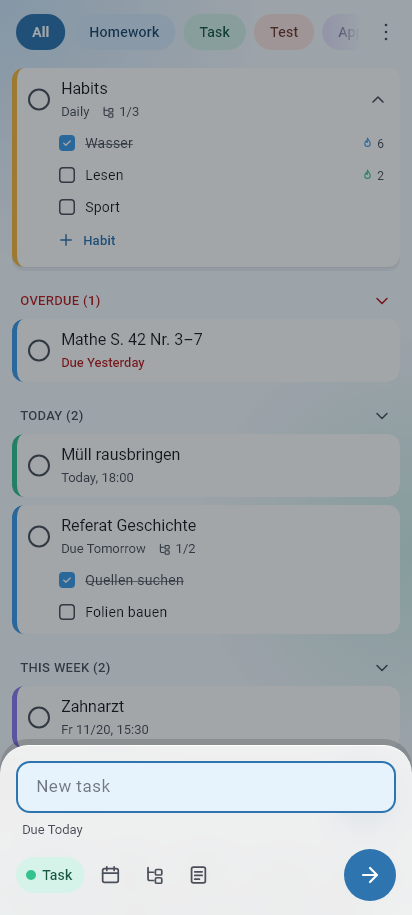 All Homework Task Test
Habits
Daily 1/3
Wasser 6
Lesen 2
Sport
+ Habit
OVERDUE (1)
Mathe S. 42 Nr. 3–7
Due Yesterday
TODAY (2)
Müll rausbringen
Today, 18:00
Referat Geschichte
Due Tomorrow 1/2
Quellen suchen
Folien bauen
THIS WEEK (2)
Zahnarzt
Fr 11/20, 15:30
New task
Due Today
Task